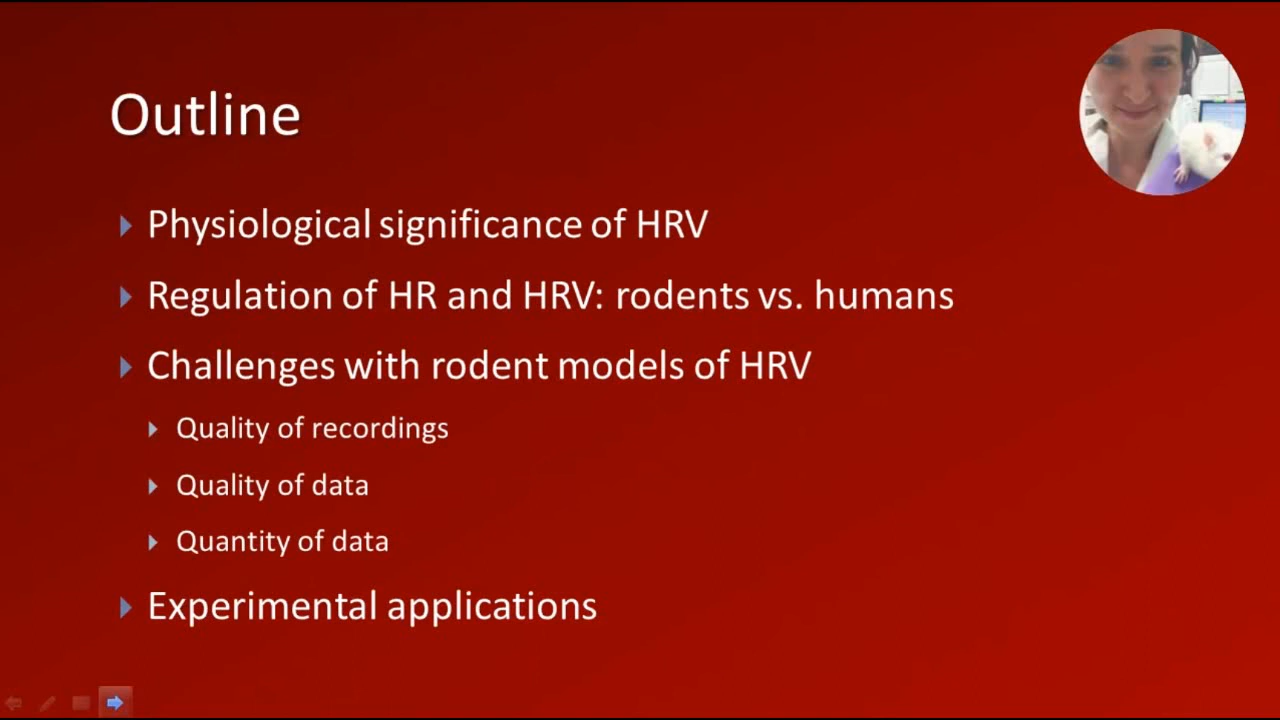 Outline
Physiological significance of HRV
Regulation of HR and HRV: rodents vs. humans
Challenges with rodent models of HRV
Quality of recordings
Quality of data
Quantity of data
Experimental applications